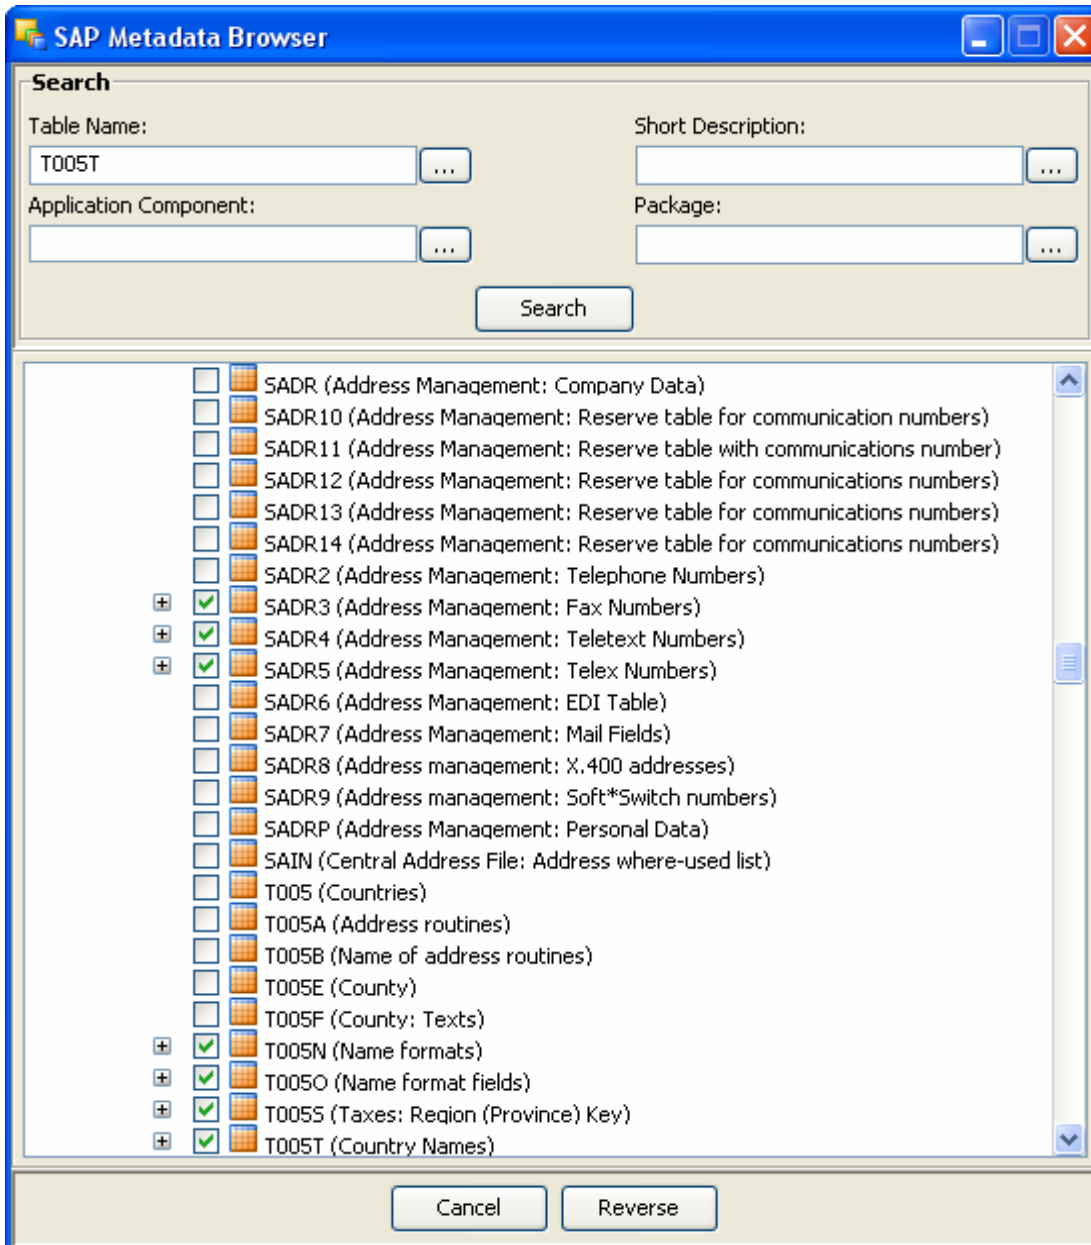 SAP Metadata Browser
Search
Table Name:
Short Description:
T005T
...
...
Application Component:
Package:
...
...
Search
SADR (Address Management: Company Data)
SADR10 (Address Management: Reserve table for communication numbers)
SADR11 (Address Management: Reserve table with communications number)
SADR12 (Address Management: Reserve table for communications numbers)
SADR13 (Address Management: Reserve table for communications numbers)
SADR14 (Address Management: Reserve table for communications numbers)
SADR2 (Address Management: Telephone Numbers)
SADR3 (Address Management: Fax Numbers)
SADR4 (Address Management: Teletext Numbers)
SADR5 (Address Management: Telex Numbers)
SADR6 (Address Management: EDI Table)
SADR7 (Address Management: Mail Fields)
SADR8 (Address management: X.400 addresses)
SADR9 (Address management: Soft*Switch numbers)
SADRP (Address Management: Personal Data)
SAIN (Central Address File: Address where-used list)
T005 (Countries)
T005A (Address routines)
T005B (Name of address routines)
T005E (County)
T005F (County: Texts)
T005N (Name formats)
T005O (Name format fields)
T005S (Taxes: Region (Province) Key)
T005T (Country Names)
Cancel
Reverse